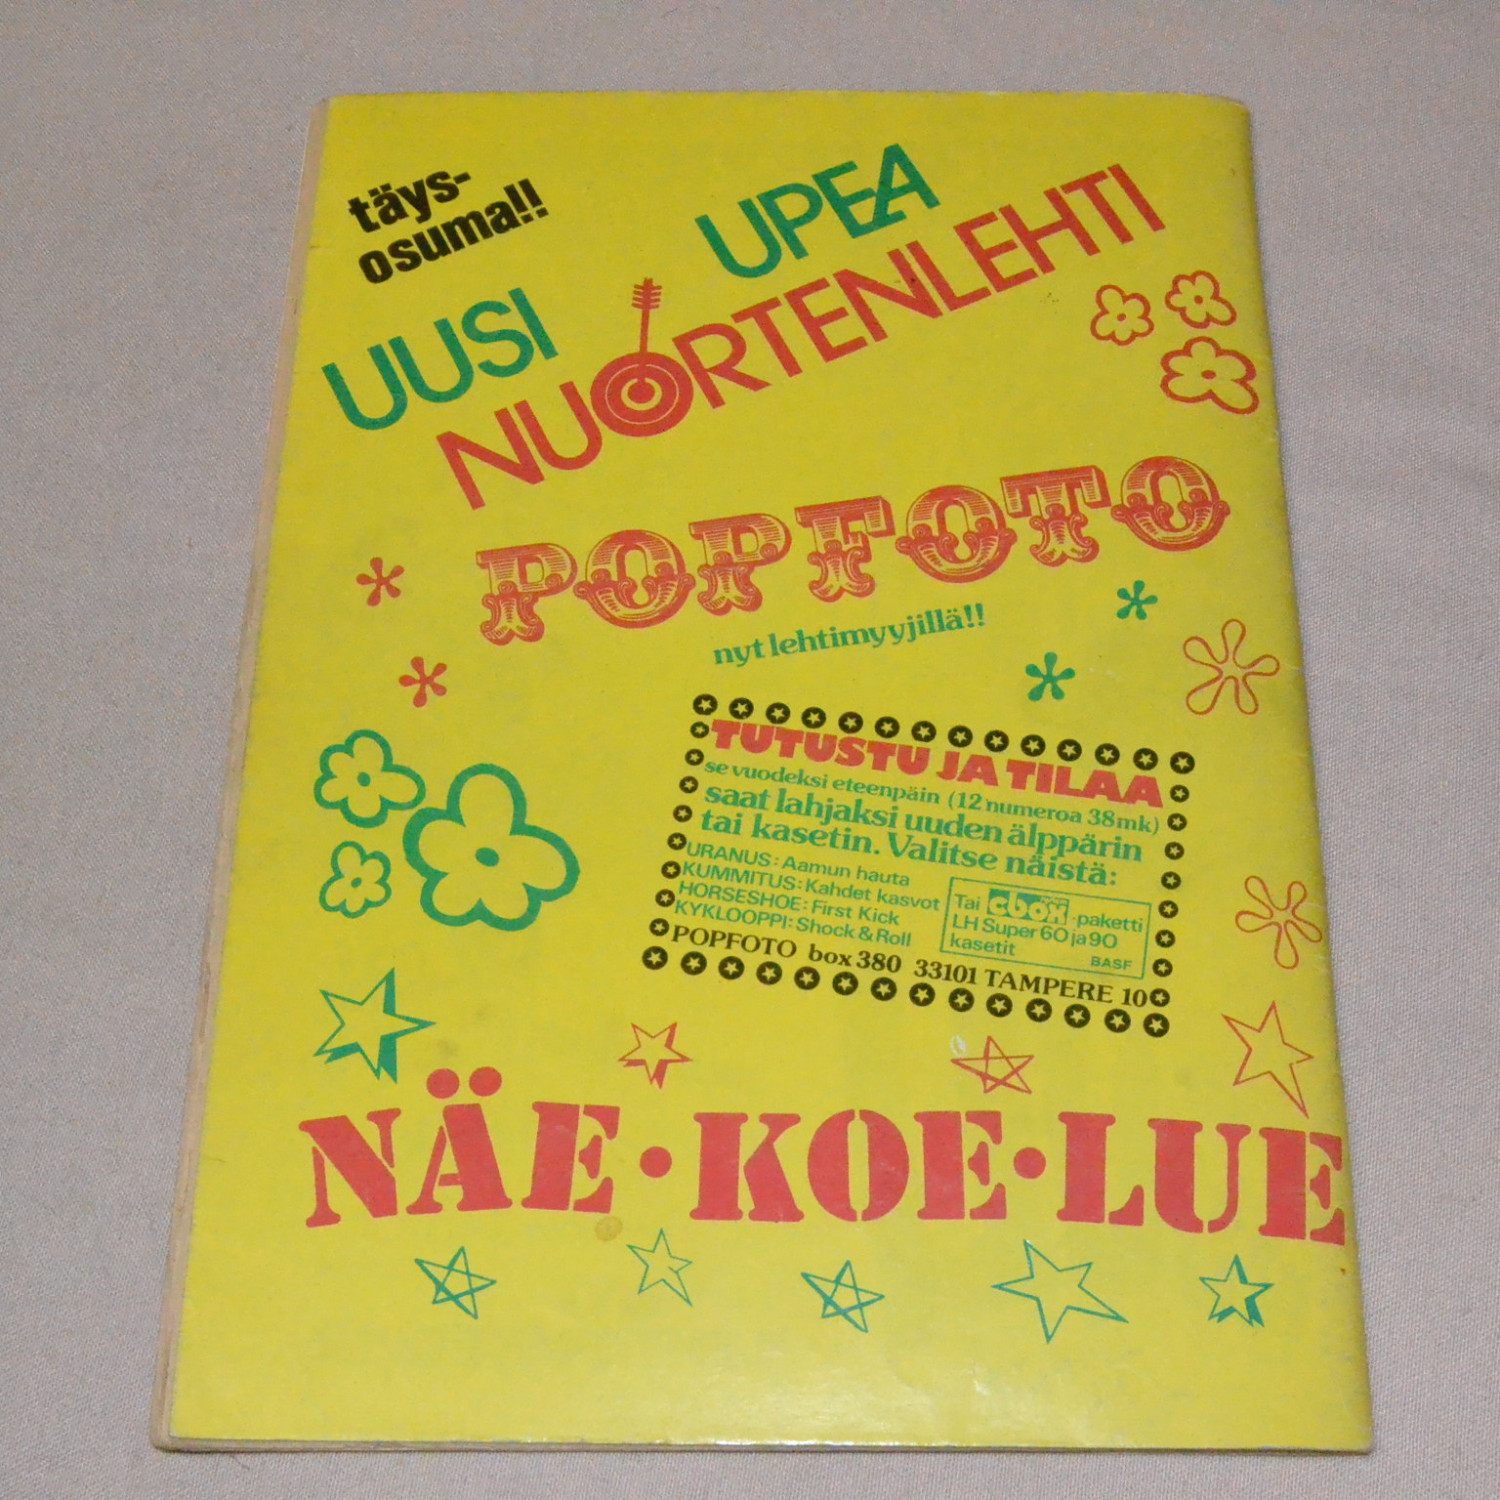 täys-
osuma!!
UUSI UPEA
NUORTENLEHTI
POPFOTO
nyt lehtimyyjillä!!
TUTUSTU JA TILAA
se vuodeksi eteenpäin (12 numeroa 38mk)
saat lahjaksi uuden älppärin
tai kasetin. Valitse näistä:
URANUS: Aamun hauta
KUMMITUS: Kahdet kasvot
HORSESHOE: First Kick
KYKLOOPPI: Shock & Roll
Tai cbox -paketti
LH Super 60 ja 90
kasetit BASF
POPFOTO box 380 33101 TAMPERE 10
NÄE·KOE·LUE